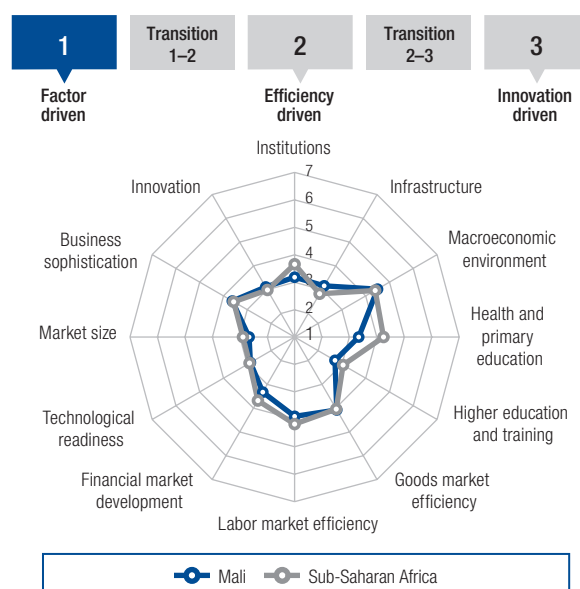 1
Transition
1–2
2
Transition
2–3
3
Factor
driven
Efficiency
driven
Innovation
driven
Institutions
Infrastructure
Macroeconomic
environment
Health and
primary
education
Higher education
and training
Goods market
efficiency
Labor market efficiency
Financial market
development
Technological
readiness
Market size
Business
sophistication
Innovation
7
6
5
4
3
2
1
Mali
Sub-Saharan Africa